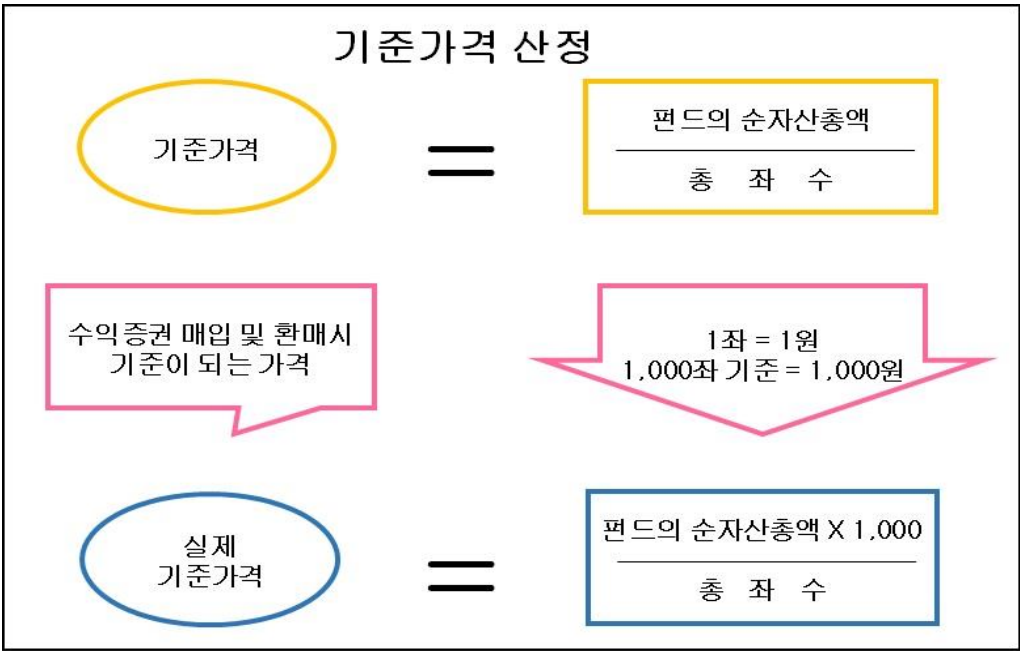 기준가격 산정
기준가격
=
펀드의 순자산총액
총 좌 수
수익증권 매입 및 환매시
기준이 되는 가격
1좌 = 1원
1,000좌 기준 = 1,000원
실제
기준가격
=
펀드의 순자산총액 X 1,000
총 좌 수